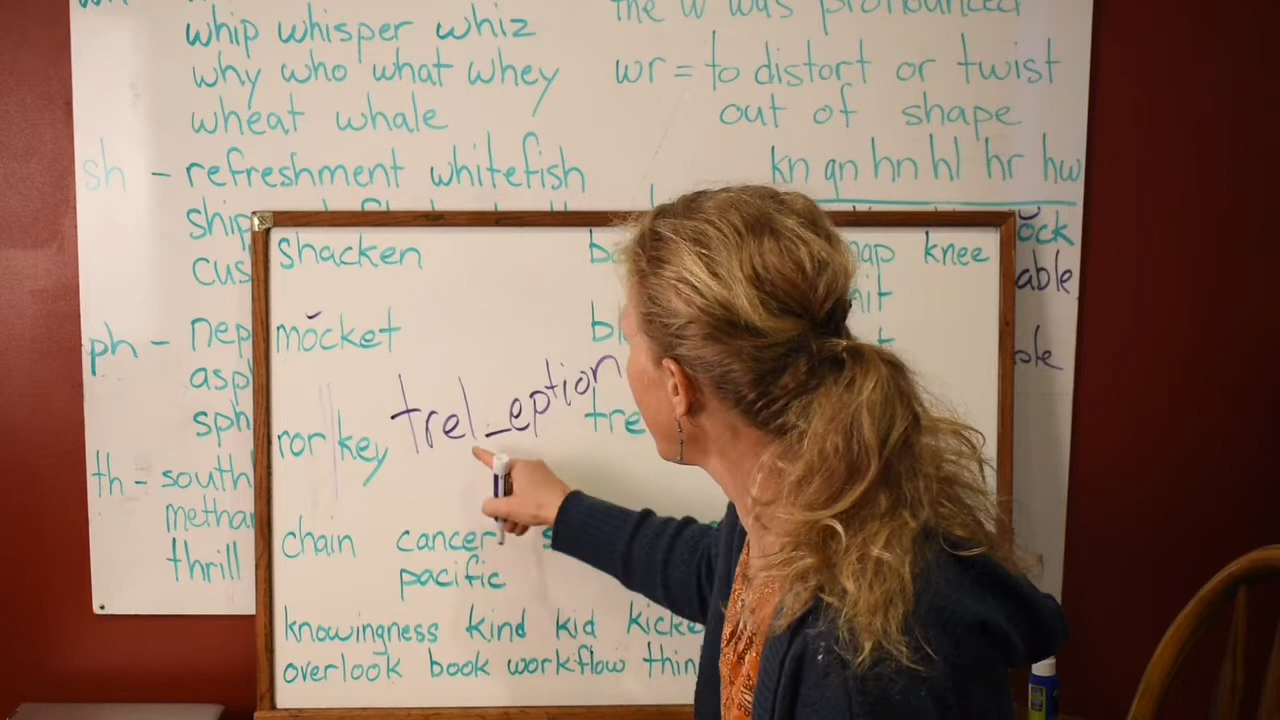 whip whisper whiz
why who what whey
wheat whale
the w was pronounced
wr = to distort or twist
out of shape
kn gn hn hl hr hw
sh - refreshment whitefish
ship
cus
ph - nep
asp
sph
th - south
metha
thrill
öck
able
shacken
knee
mŏcket
trel_eption
tre
ror key
chain cancer
pacific
knowingness kind kid kicke
overlook book workflow thin